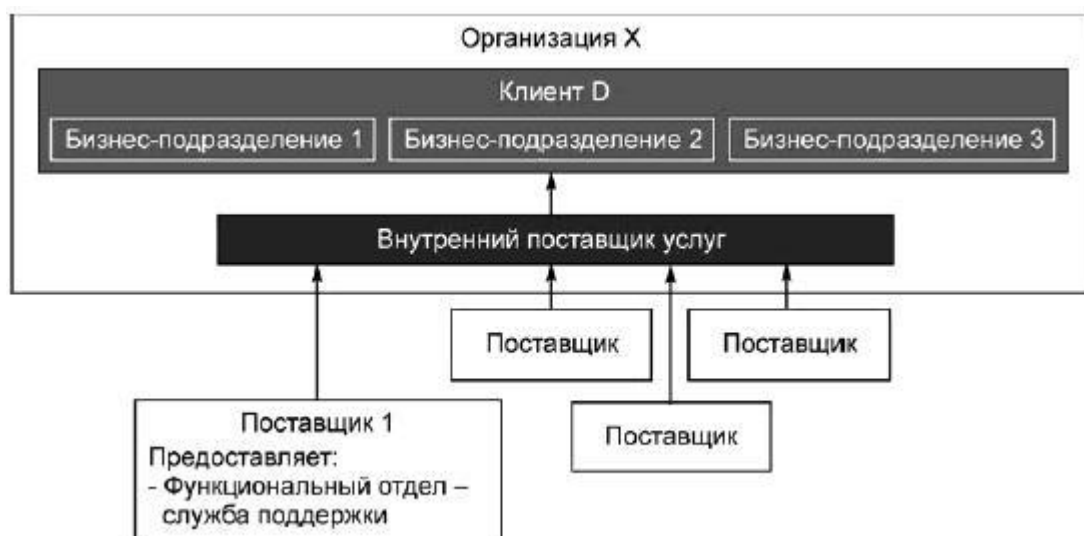 Организация X
Клиент D
Бизнес-подразделение 1
Бизнес-подразделение 2
Бизнес-подразделение 3
Внутренний поставщик услуг
Поставщик
Поставщик
Поставщик
Поставщик 1
Предоставляет:
- Функциональный отдел –
служба поддержки